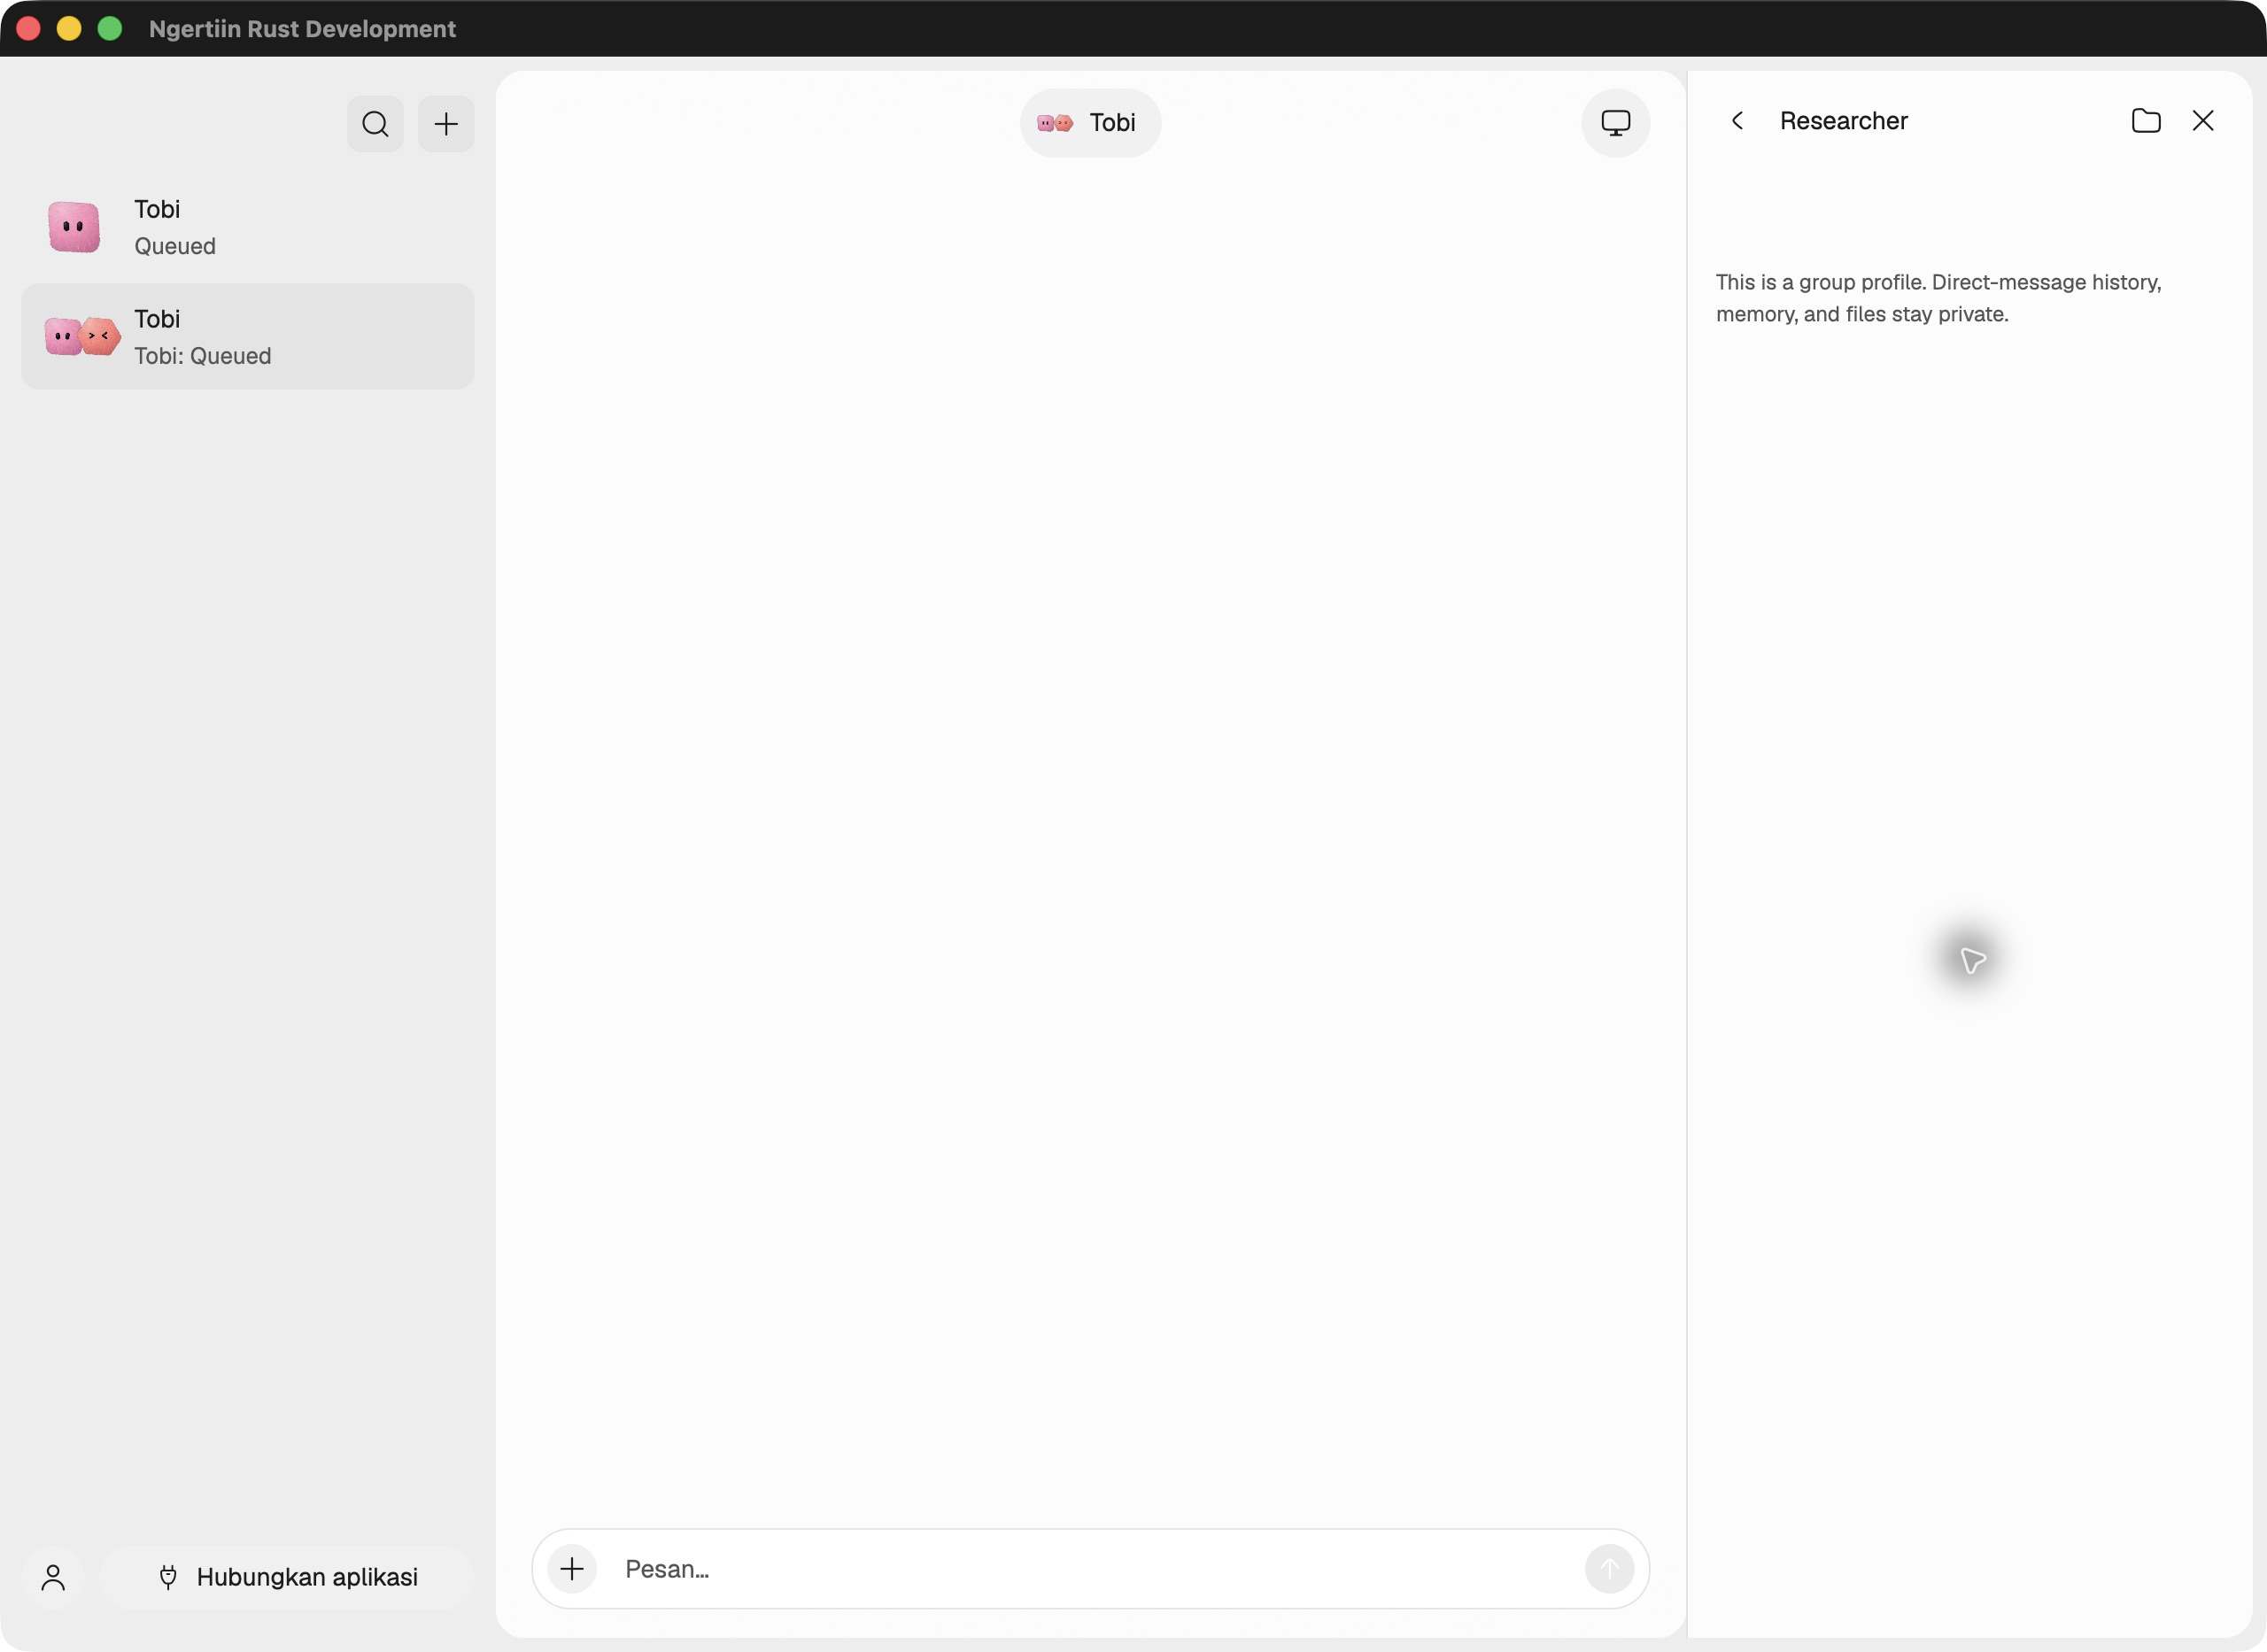 Ngertiin Rust Development
Tobi
Queued
Tobi
Tobi: Queued
Hubungkan aplikasi
Tobi
Pesan…
Researcher
This is a group profile. Direct-message history,
memory, and files stay private.